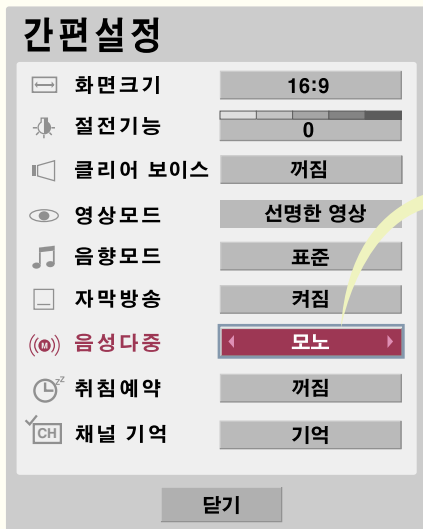 간편설정
화면크기 16:9
절전기능 0
클리어 보이스 꺼짐
영상모드 선명한 영상
음향모드 표준
자막방송 켜짐
M 음성다중 모노
zz 취침예약 꺼짐
CH 채널 기억 기억
닫기